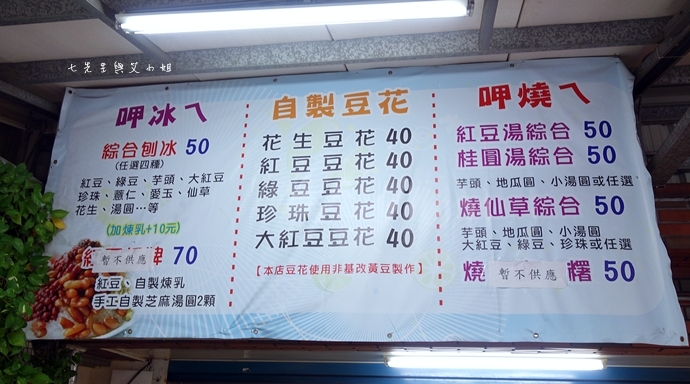 七先生與艾小姐
呷冰ㄟ
綜合刨冰 50
(任選四種)
紅豆、綠豆、芋頭、大紅豆
珍珠、薏仁、愛玉、仙草
花生、湯圓…等
(加煉乳+10元)
暫不供應 70
紅豆、自製煉乳
手工自製芝麻湯圓2顆
自製豆花
花生豆花 40
紅豆豆花 40
綠豆豆花 40
珍珠豆花 40
大紅豆豆花 40
【本店豆花使用非基改黃豆製作】
呷燒ㄟ
紅豆湯綜合 50
桂圓湯綜合 50
芋頭、地瓜圓、小湯圓或任選
燒仙草綜合 50
芋頭、地瓜圓、小湯圓
大紅豆、綠豆、珍珠或任選
燒 暫不供應 糬 50